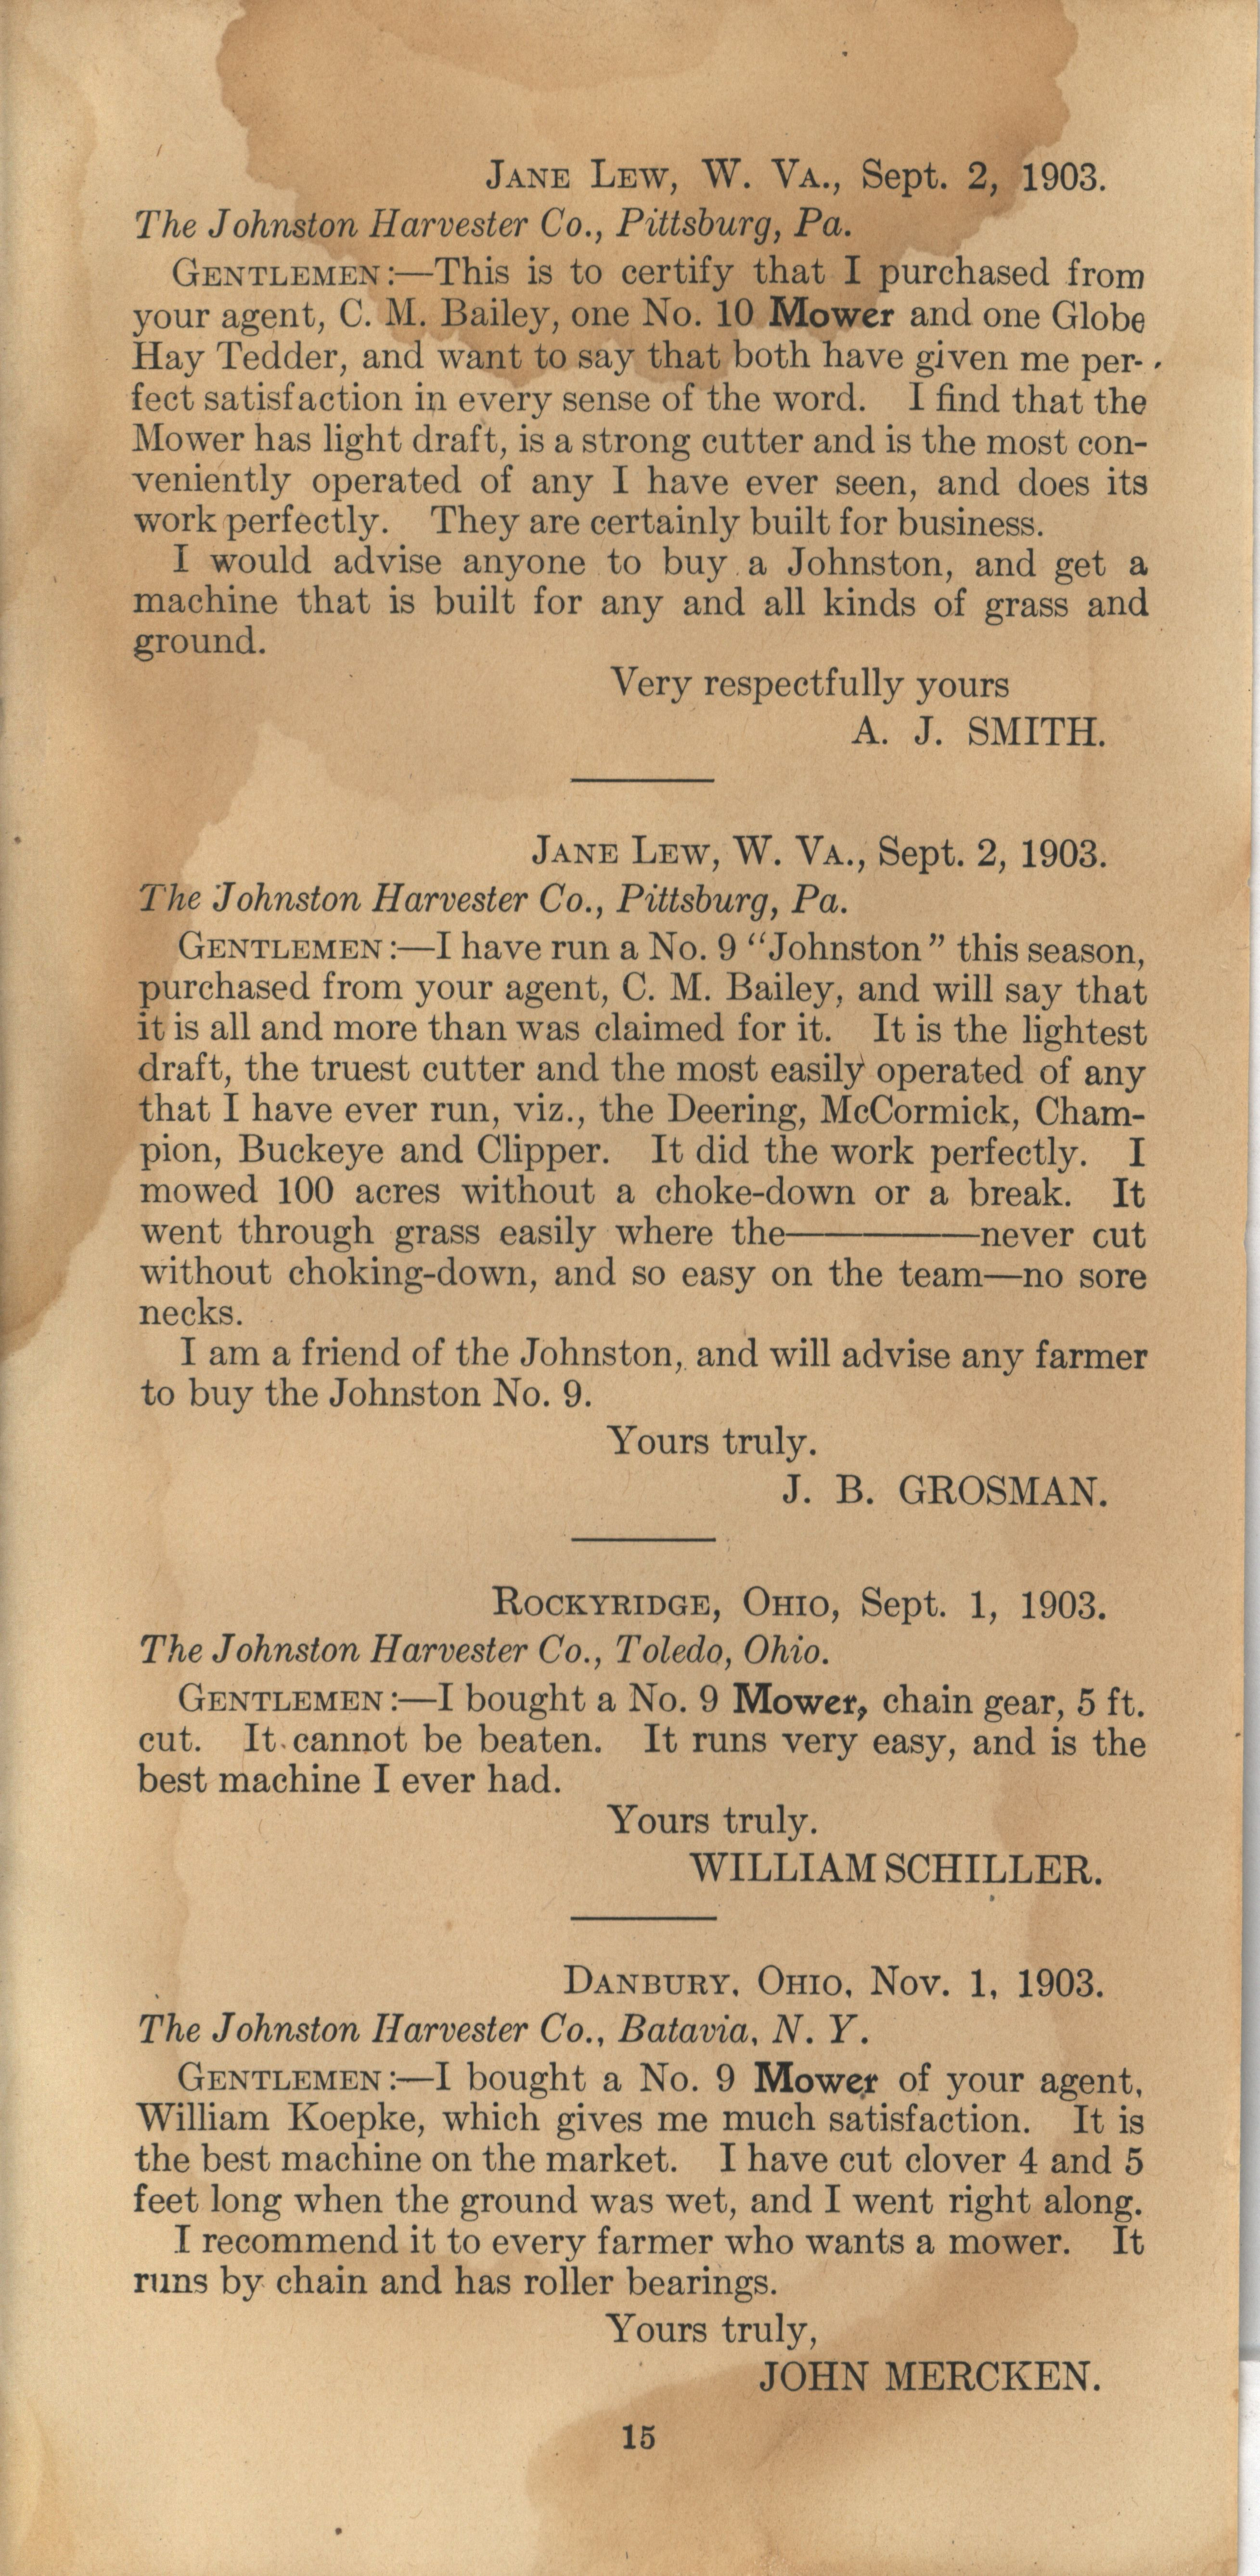 JANE LEW, W. VA., Sept. 2, 1903.
The Johnston Harvester Co., Pittsburg, Pa.
GENTLEMEN:—This is to certify that I purchased from
your agent, C. M. Bailey, one No. 10 Mower and one Globe
Hay Tedder, and want to say that both have given me per-
fect satisfaction in every sense of the word. I find that the
Mower has light draft, is a strong cutter and is the most con-
veniently operated of any I have ever seen, and does its
work perfectly. They are certainly built for business.
I would advise anyone to buy a Johnston, and get a
machine that is built for any and all kinds of grass and
ground.
Very respectfully yours
A. J. SMITH.
JANE LEW, W. VA., Sept. 2, 1903.
The Johnston Harvester Co., Pittsburg, Pa.
GENTLEMEN:—I have run a No. 9 "Johnston" this season,
purchased from your agent, C. M. Bailey, and will say that
it is all and more than was claimed for it. It is the lightest
draft, the truest cutter and the most easily operated of any
that I have ever run, viz., the Deering, McCormick, Cham-
pion, Buckeye and Clipper. It did the work perfectly. I
mowed 100 acres without a choke-down or a break. It
went through grass easily where the————never cut
without choking-down, and so easy on the team—no sore
necks.
I am a friend of the Johnston, and will advise any farmer
to buy the Johnston No. 9.
Yours truly.
J. B. GROSMAN.
ROCKYRIDGE, OHIO, Sept. 1, 1903.
The Johnston Harvester Co., Toledo, Ohio.
GENTLEMEN:—I bought a No. 9 Mower, chain gear, 5 ft.
cut. It cannot be beaten. It runs very easy, and is the
best machine I ever had.
Yours truly.
WILLIAM SCHILLER.
DANBURY, OHIO, Nov. 1, 1903.
The Johnston Harvester Co., Batavia, N. Y.
GENTLEMEN:—I bought a No. 9 Mower of your agent,
William Koepke, which gives me much satisfaction. It is
the best machine on the market. I have cut clover 4 and 5
feet long when the ground was wet, and I went right along.
I recommend it to every farmer who wants a mower. It
runs by chain and has roller bearings.
Yours truly,
JOHN MERCKEN.
15